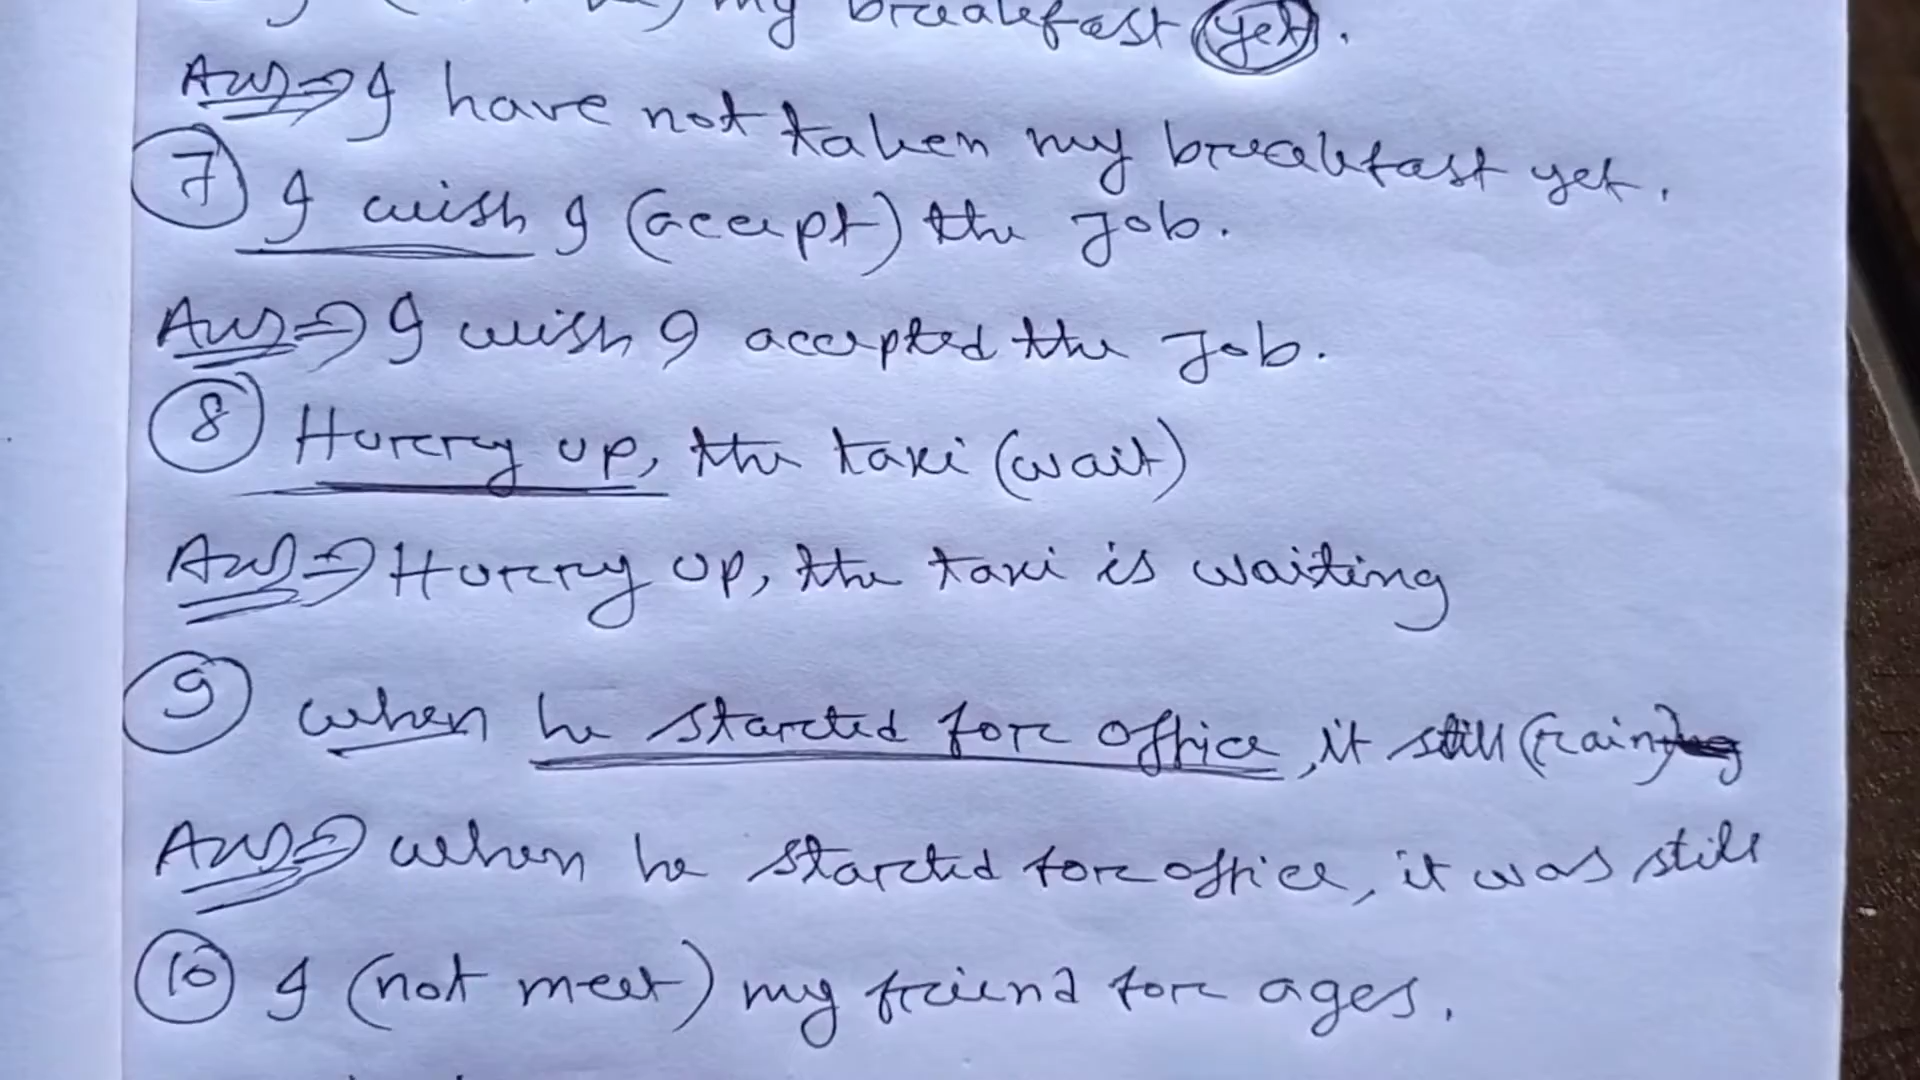 my breakfast yet.
Ans⇒ I have not taken my breakfast yet.
7 I wish I (accept) the job.
Ans⇒ I wish I accepted the job.
8 Hurry up, the taxi (wait)
Ans⇒ Hurry up, the taxi is waiting
9 when he started for office, it still (rain)
Ans⇒ when he started for office, it was still
10 I (not meet) my friend for ages.